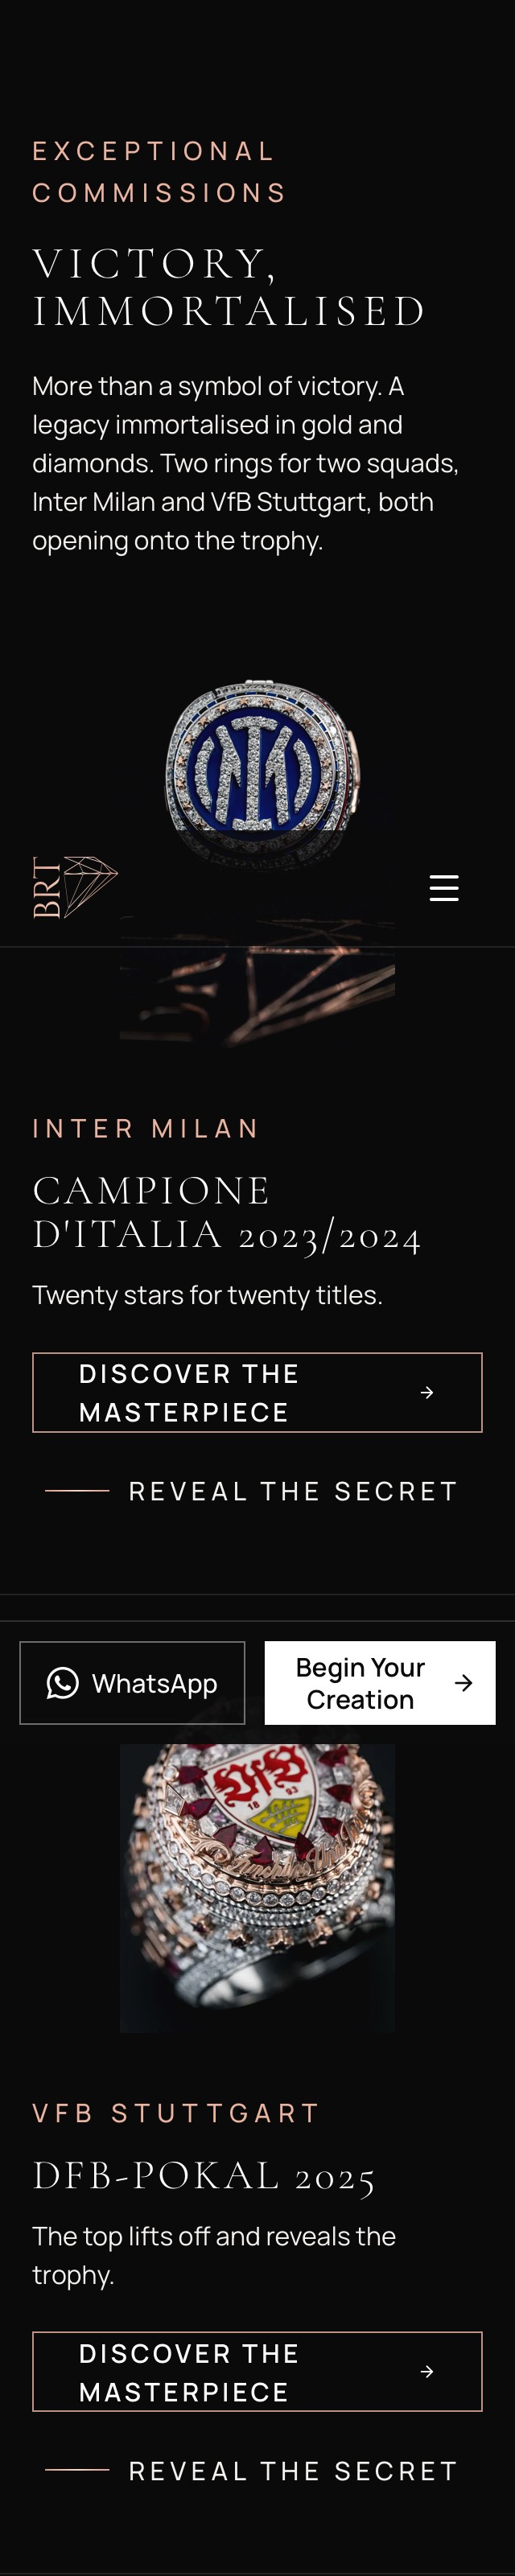 EXCEPTIONAL
COMMISSIONS
VICTORY,
IMMORTALISED
More than a symbol of victory. A
legacy immortalised in gold and
diamonds. Two rings for two squads,
Inter Milan and VfB Stuttgart, both
opening onto the trophy.
BRT
INTER MILAN
CAMPIONE
D'ITALIA 2023/2024
Twenty stars for twenty titles.
DISCOVER THE
MASTERPIECE
REVEAL THE SECRET
WhatsApp
Begin Your
Creation
VfB
18 93
VFB STUTTGART
DFB-POKAL 2025
The top lifts off and reveals the
trophy.
DISCOVER THE
MASTERPIECE
REVEAL THE SECRET